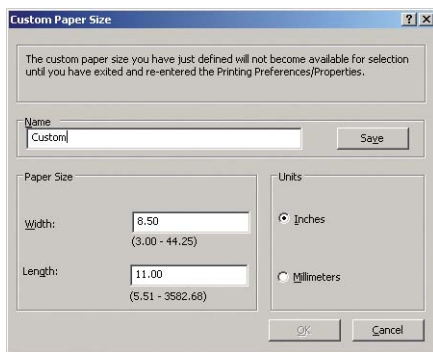 Custom Paper Size
The custom paper size you have just defined will not become available for selection
until you have exited and re-entered the Printing Preferences/Properties.
Name
Custom
Save
Paper Size
Width:
8.50
(3.00 - 44.25)
Length:
11.00
(5.51 - 3582.68)
Units
Inches
Millimeters
OK
Cancel